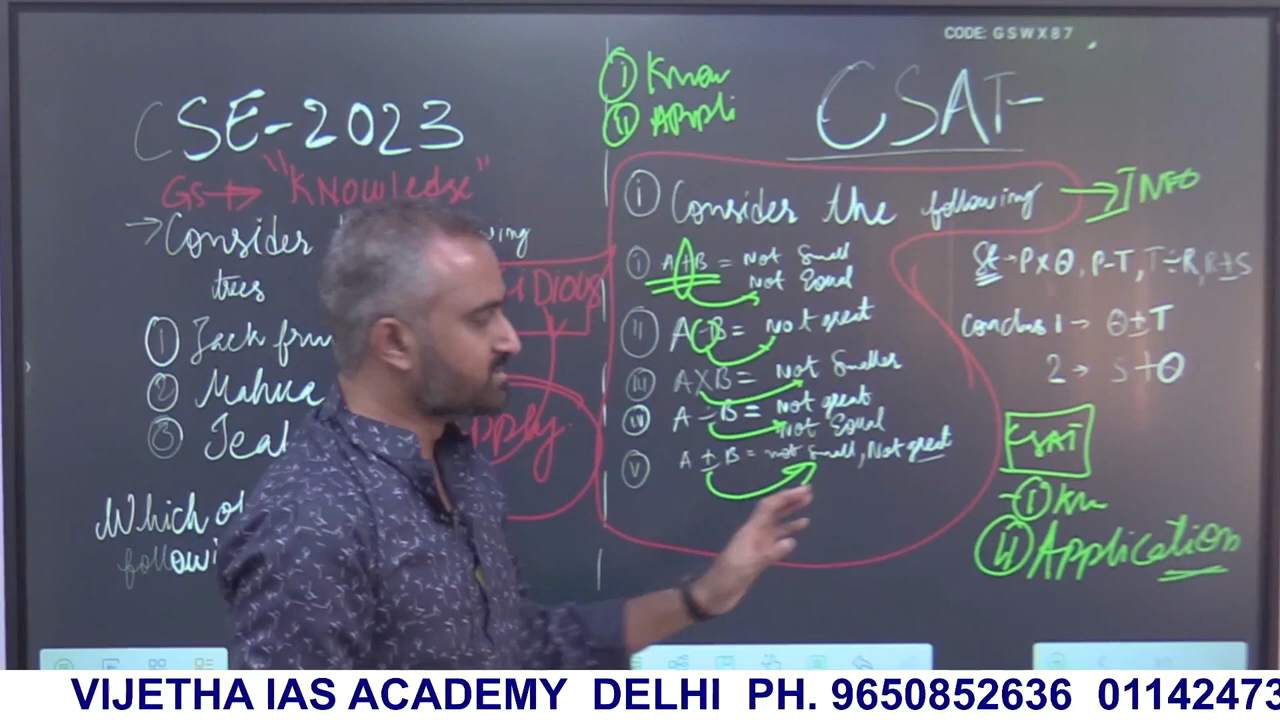 CODE: GSWX87
CSE-2023
GS → "Knowledge"
→ Consider
trees
① Jack
② Mahua
③ Teak
Which of
① Know
② Appli
CSAT-
① Consider the following → INFO
① A+B = Not Small
Not Equal
② A-B = Not great
③ A×B = Not Smaller
④ A÷B = Not great
Not Equal
⑤ A±B = not small, Not great
St → P×Q, P-T, T÷R, R±S
Conclus 1 → Q±T
2 → S+Q
CSAT
① Kn
② Application
VIJETHA IAS ACADEMY DELHI PH. 9650852636 01142473